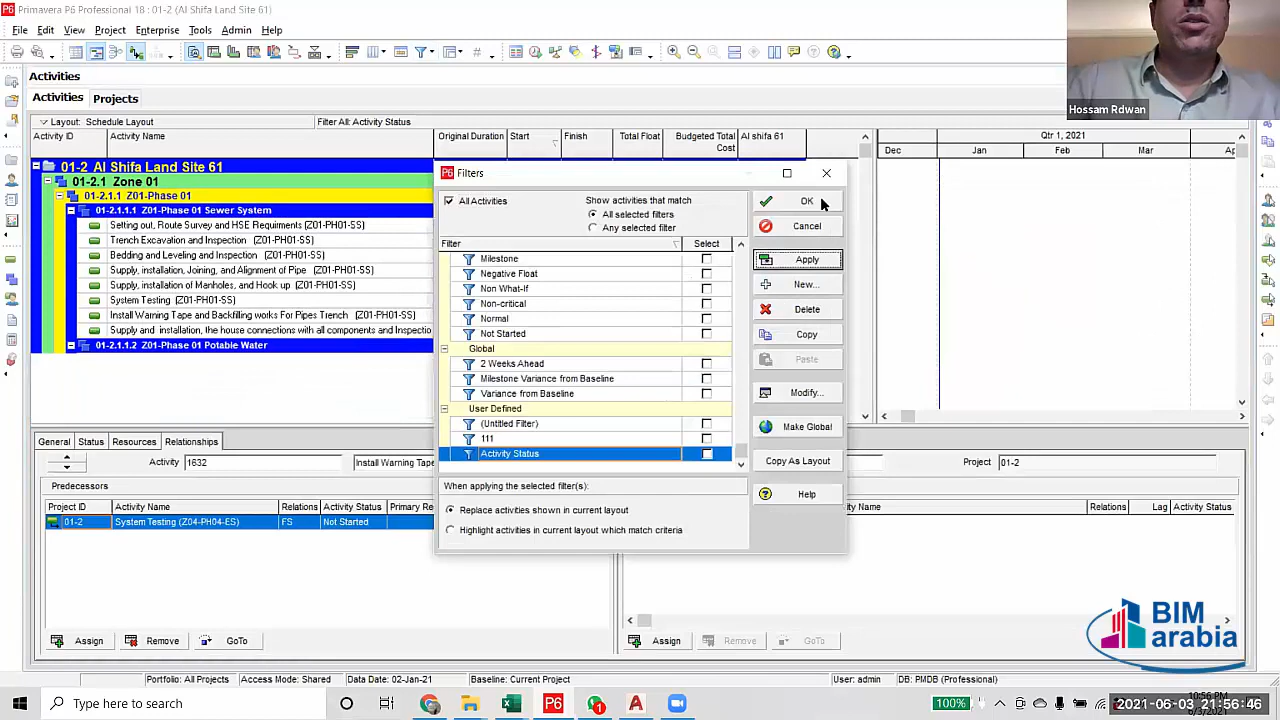 Primavera P6 Professional 18 : 01-2 (Al Shifa Land Site 61)
File Edit View Project Enterprise Tools Admin Help
Hossam Rdwan
Activities
Activities Projects
Layout: Schedule Layout Filter All: Activity Status
Activity ID Activity Name Original Duration Start Finish Total Float Budgeted Total Cost Al shifa 61
Qtr 1, 2021
Dec Jan Feb Mar Ap
01-2 Al Shifa Land Site 61
01-2.1 Zone 01
01-2.1.1 Z01-Phase 01
01-2.1.1.1 Z01-Phase 01 Sewer System
Setting out, Route Survey and HSE Requirments (Z01-PH01-SS)
Trench Excavation and Inspection (Z01-PH01-SS)
Bedding and Leveling and Inspection (Z01-PH01-SS)
Supply, installation, Joining, and Alignment of Pipe (Z01-PH01-SS)
Supply, installation of Manholes, and Hook up (Z01-PH01-SS)
System Testing (Z01-PH01-SS)
Install Warning Tape and Backfilling works For Pipes Trench (Z01-PH01-SS)
Supply and installation, the house connections with all components and Inspectio
01-2.1.1.2 Z01-Phase 01 Potable Water
Filters
All Activities
Show activities that match
All selected filters
Any selected filter
Filter Select
Milestone
Negative Float
Non What-If
Non-critical
Normal
Not Started
Global
2 Weeks Ahead
Milestone Variance from Baseline
Variance from Baseline
User Defined
(Untitled Filter)
111
Activity Status
When applying the selected filter(s):
Replace activities shown in current layout
Highlight activities in current layout which match criteria
OK
Cancel
Apply
New...
Delete
Copy
Paste
Modify...
Make Global
Copy As Layout
Help
General Status Resources Relationships
Activity 1632 Install Warning Tape Project 01-2
Predecessors
Project ID Activity Name Relations Activity Status Primary Re
01-2 System Testing (Z04-PH04-ES) FS Not Started
y Name Relations Lag Activity Status
Assign Remove GoTo
Assign Remove GoTo
BIM
arabia
Portfolio: All Projects Access Mode: Shared Data Date: 02-Jan-21 Baseline: Current Project User: admin DB: PMDB (Professional)
Type here to search
100%
10:56 PM
2021-06-03 21:56:46